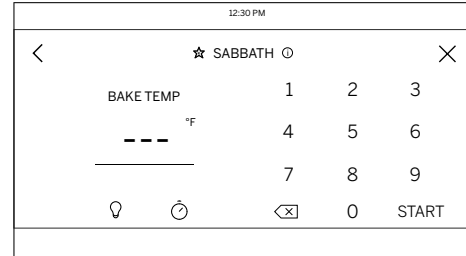 12:30 PM
SABBATH
BAKE TEMP
--- °F
1 2 3
4 5 6
7 8 9
0 START